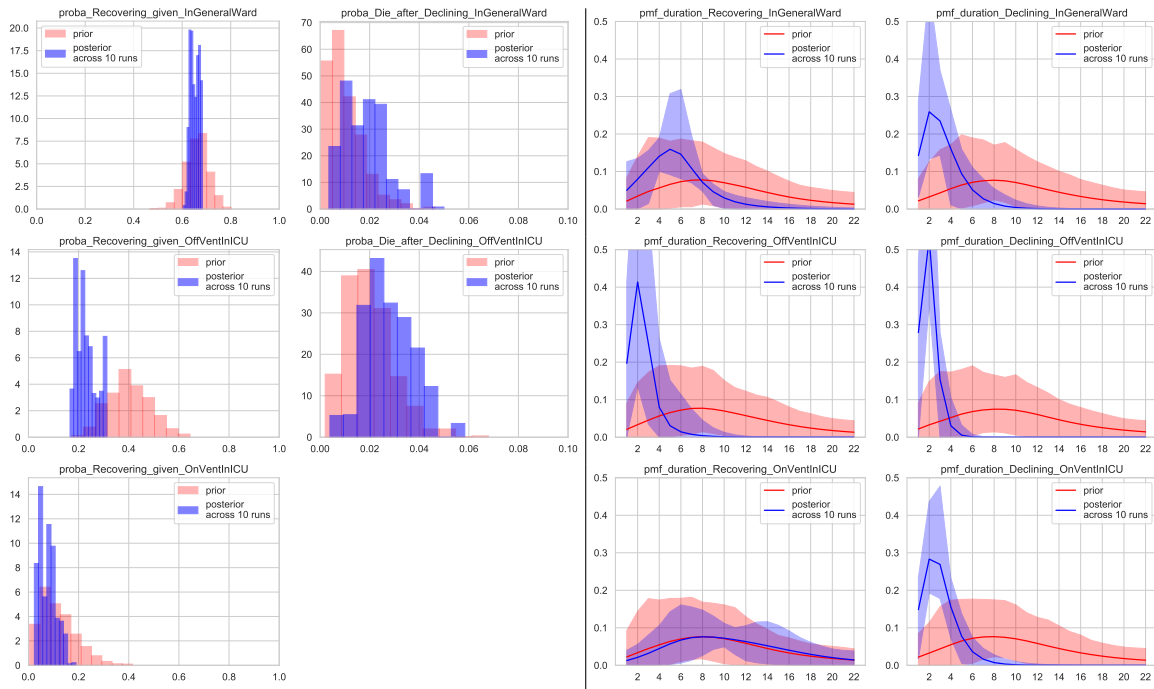 proba_Recovering_given_InGeneralWard
20.0
17.5
15.0
12.5
10.0
7.5
5.0
2.5
0.0
0.0 0.2 0.4 0.6 0.8 1.0
prior
posterior
across 10 runs
proba_Die_after_Declining_InGeneralWard
70
60
50
40
30
20
10
0
0.00 0.02 0.04 0.06 0.08 0.10
prior
posterior
across 10 runs
pmf_duration_Recovering_InGeneralWard
0.5
0.4
0.3
0.2
0.1
0.0
2 4 6 8 10 12 14 16 18 20 22
prior
posterior
across 10 runs
pmf_duration_Declining_InGeneralWard
0.5
0.4
0.3
0.2
0.1
0.0
2 4 6 8 10 12 14 16 18 20 22
prior
posterior
across 10 runs
proba_Recovering_given_OffVentInICU
14
12
10
8
6
4
2
0
0.0 0.2 0.4 0.6 0.8 1.0
prior
posterior
across 10 runs
proba_Die_after_Declining_OffVentInICU
40
30
20
10
0
0.00 0.02 0.04 0.06 0.08 0.10
prior
posterior
across 10 runs
pmf_duration_Recovering_OffVentInICU
0.5
0.4
0.3
0.2
0.1
0.0
2 4 6 8 10 12 14 16 18 20 22
prior
posterior
across 10 runs
pmf_duration_Declining_OffVentInICU
0.5
0.4
0.3
0.2
0.1
0.0
2 4 6 8 10 12 14 16 18 20 22
prior
posterior
across 10 runs
proba_Recovering_given_OnVentInICU
14
12
10
8
6
4
2
0
0.0 0.2 0.4 0.6 0.8 1.0
prior
posterior
across 10 runs
pmf_duration_Recovering_OnVentInICU
0.5
0.4
0.3
0.2
0.1
0.0
2 4 6 8 10 12 14 16 18 20 22
prior
posterior
across 10 runs
pmf_duration_Declining_OnVentInICU
0.5
0.4
0.3
0.2
0.1
0.0
2 4 6 8 10 12 14 16 18 20 22
prior
posterior
across 10 runs